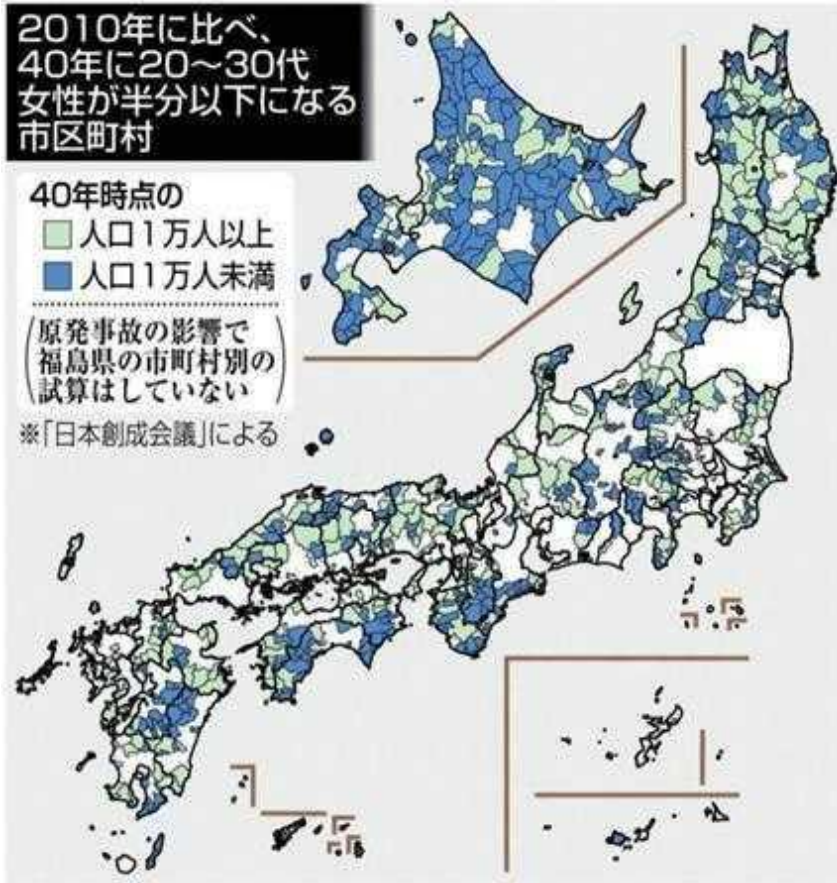 2010年に比べ、
40年に20〜30代
女性が半分以下になる
市区町村
40年時点の
人口1万人以上
人口1万人未満
(原発事故の影響で
福島県の市町村別の
試算はしていない)
※「日本創成会議」による